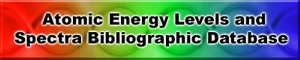 Atomic Energy Levels and
Spectra Bibliographic Database